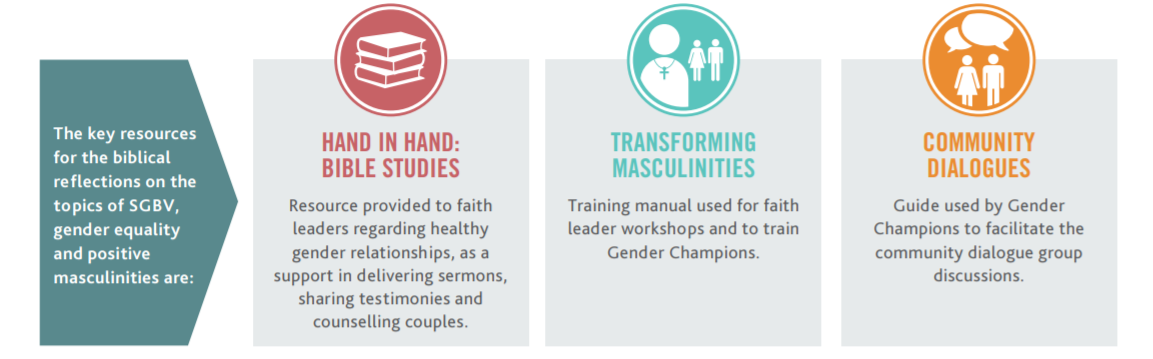 The key resources
for the biblical
reflections on the
topics of SGBV,
gender equality
and positive
masculinities are:
HAND IN HAND:
BIBLE STUDIES
Resource provided to faith
leaders regarding healthy
gender relationships, as a
support in delivering sermons,
sharing testimonies and
counselling couples.
TRANSFORMING
MASCULINITIES
Training manual used for faith
leader workshops and to train
Gender Champions.
COMMUNITY
DIALOGUES
Guide used by Gender
Champions to facilitate the
community dialogue group
discussions.